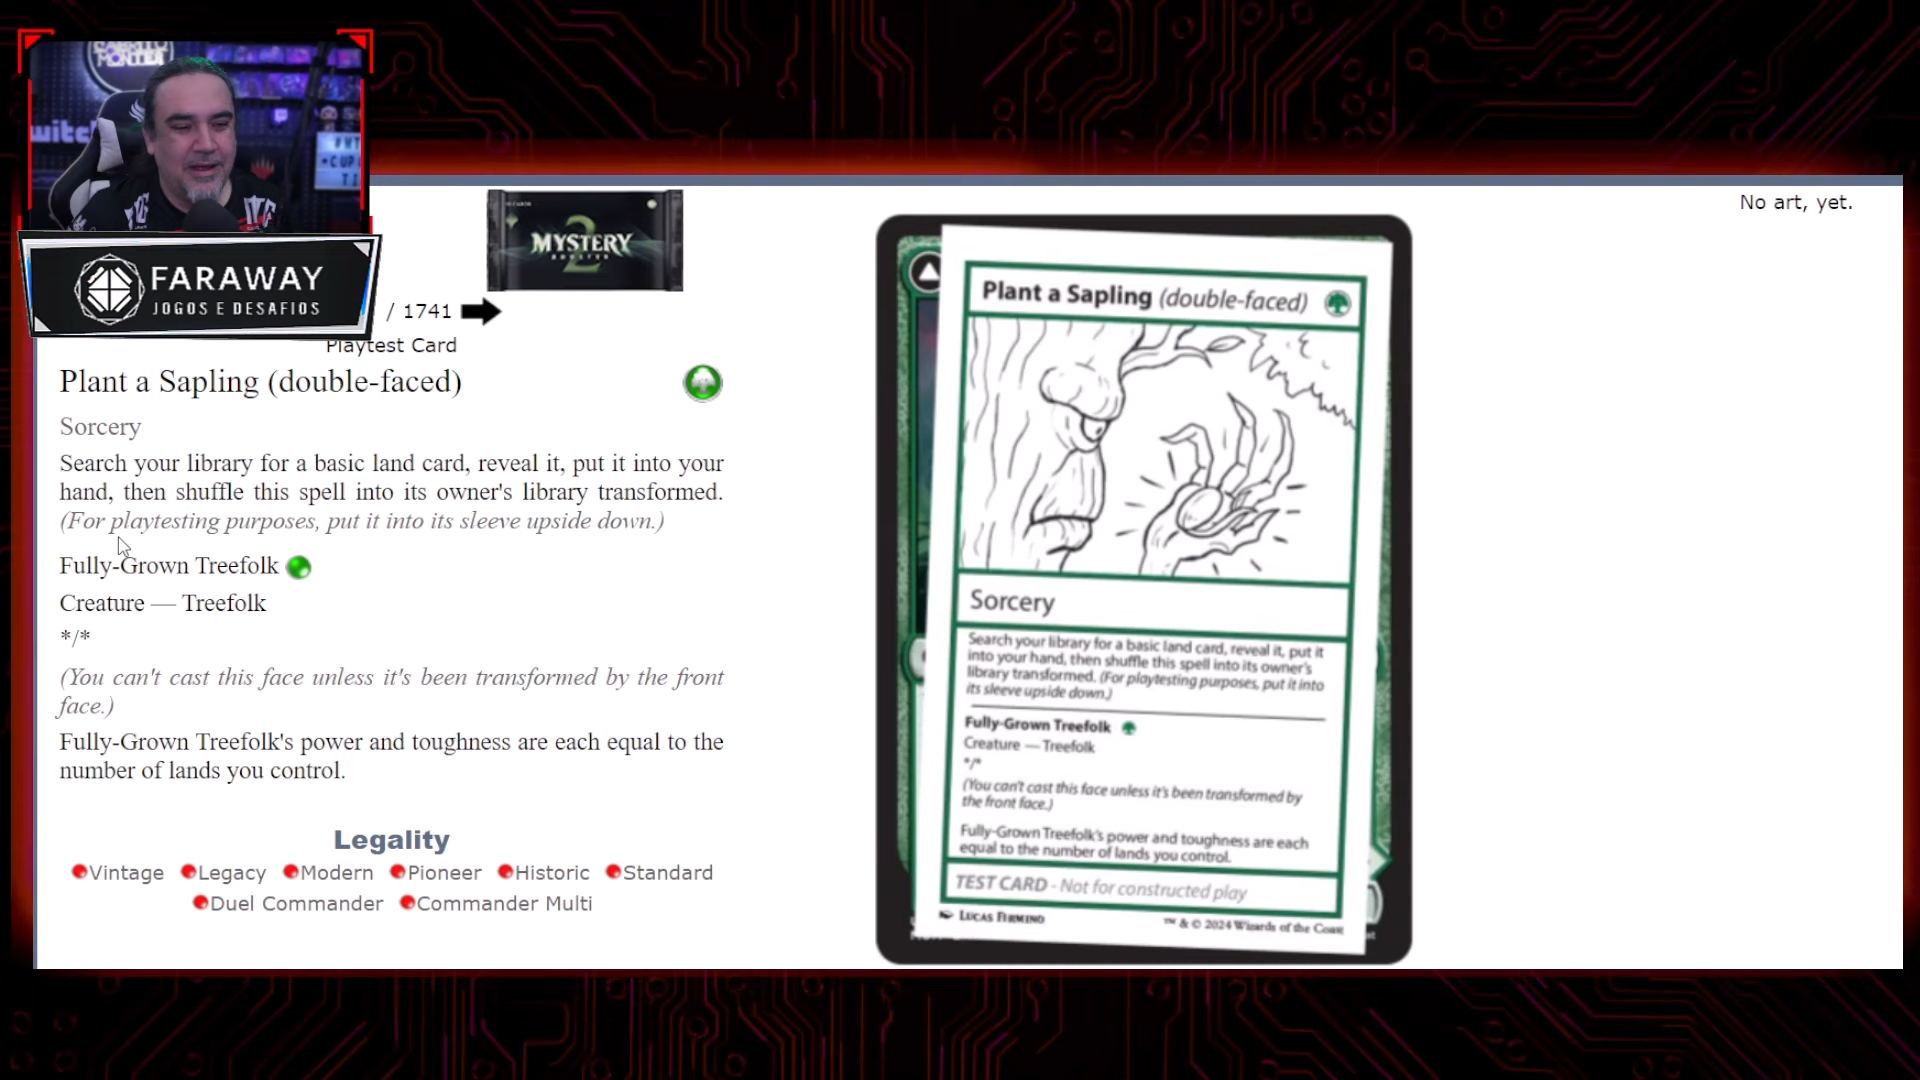 CABRITO
MONTÊS
witch
FARAWAY
JOGOS E DESAFIOS
MYSTERY
2
BOOSTER
No art, yet.
/ 1741
Playtest Card
Plant a Sapling (double-faced)
Sorcery
Search your library for a basic land card, reveal it, put it into your
hand, then shuffle this spell into its owner's library transformed.
(For playtesting purposes, put it into its sleeve upside down.)
Fully-Grown Treefolk
Creature — Treefolk
*/*
(You can't cast this face unless it's been transformed by the front
face.)
Fully-Grown Treefolk's power and toughness are each equal to the
number of lands you control.
Legality
Vintage Legacy Modern Pioneer Historic Standard
Duel Commander Commander Multi
Plant a Sapling (double-faced)
Sorcery
Search your library for a basic land card, reveal it, put it
into your hand, then shuffle this spell into its owner's
library transformed. (For playtesting purposes, put it into
its sleeve upside down.)
Fully-Grown Treefolk
Creature — Treefolk
*/*
(You can't cast this face unless it's been transformed by
the front face.)
Fully-Grown Treefolk's power and toughness are each
equal to the number of lands you control.
TEST CARD - Not for constructed play
LUCAS FIRMINO
™ & © 2024 Wizards of the Coast